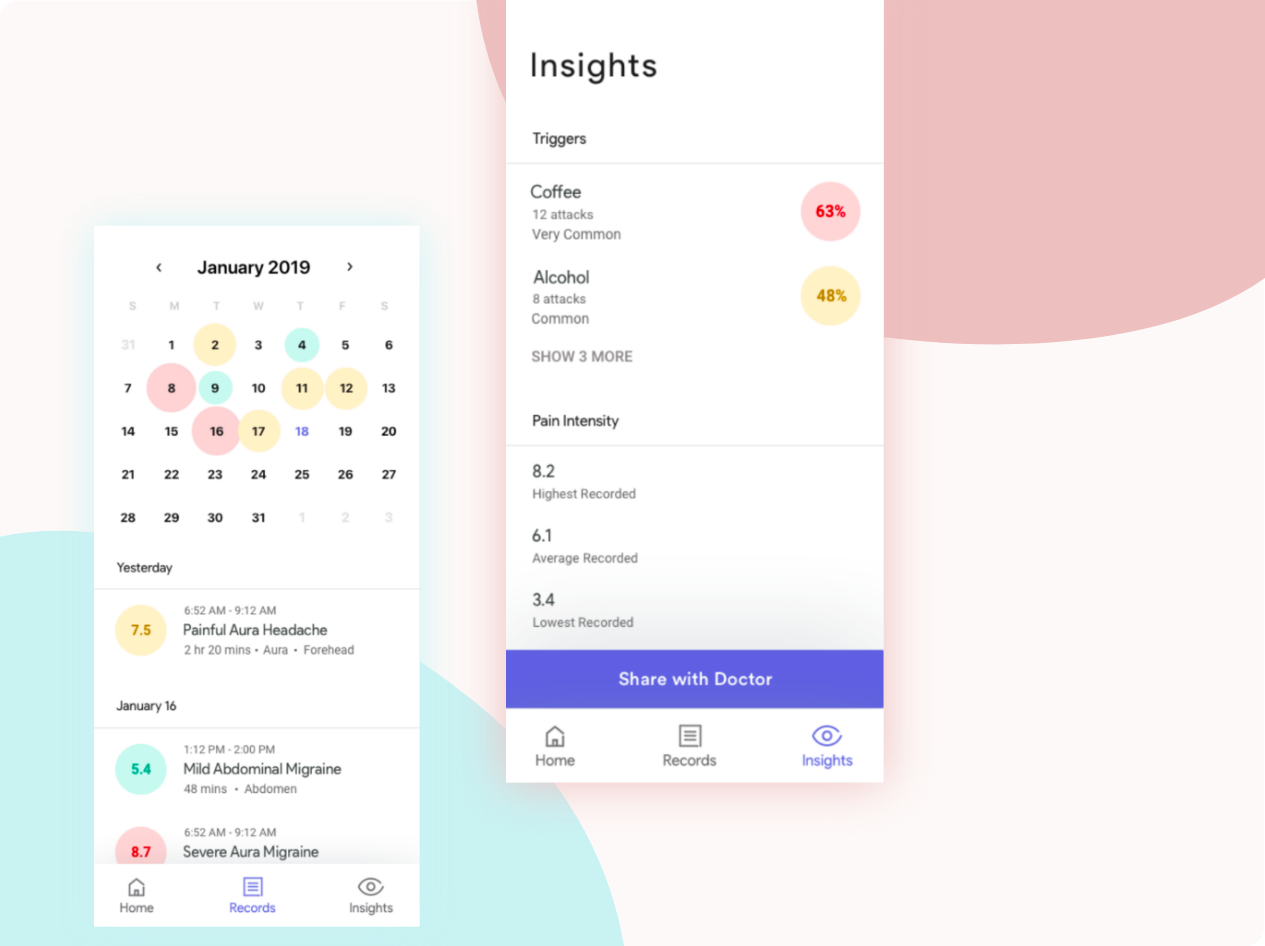 January 2019
S M T W T F S
31 1 2 3 4 5 6
7 8 9 10 11 12 13
14 15 16 17 18 19 20
21 22 23 24 25 26 27
28 29 30 31 1 2 3
Yesterday
6:52 AM - 9:12 AM
7.5 Painful Aura Headache
2 hr 20 mins • Aura • Forehead
January 16
1:12 PM - 2:00 PM
5.4 Mild Abdominal Migraine
48 mins • Abdomen
6:52 AM - 9:12 AM
8.7 Severe Aura Migraine
Home Records Insights
Insights
Triggers
Coffee
12 attacks 63%
Very Common
Alcohol
8 attacks 48%
Common
SHOW 3 MORE
Pain Intensity
8.2
Highest Recorded
6.1
Average Recorded
3.4
Lowest Recorded
Share with Doctor
Home Records Insights